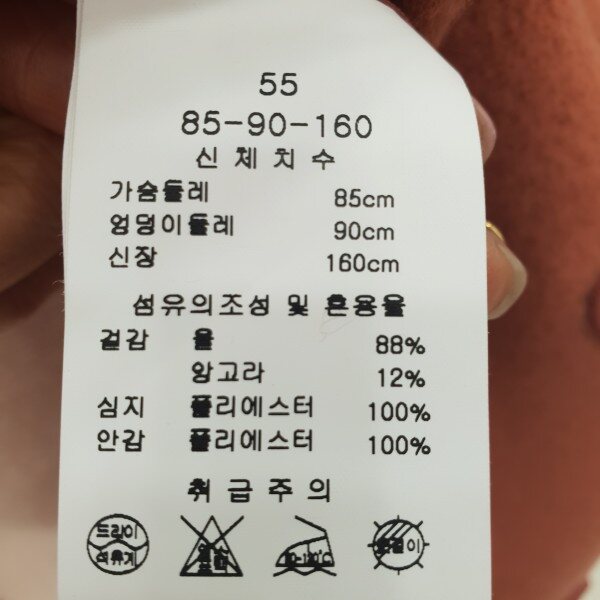 55
85-90-160
신 체 치 수
가슴둘레 85cm
엉덩이둘레 90cm
신장 160cm
섬유의조성 및 혼용율
겉감 울 88%
앙고라 12%
심지 폴리에스터 100%
안감 폴리에스터 100%
취 급 주 의
드라이
석유계